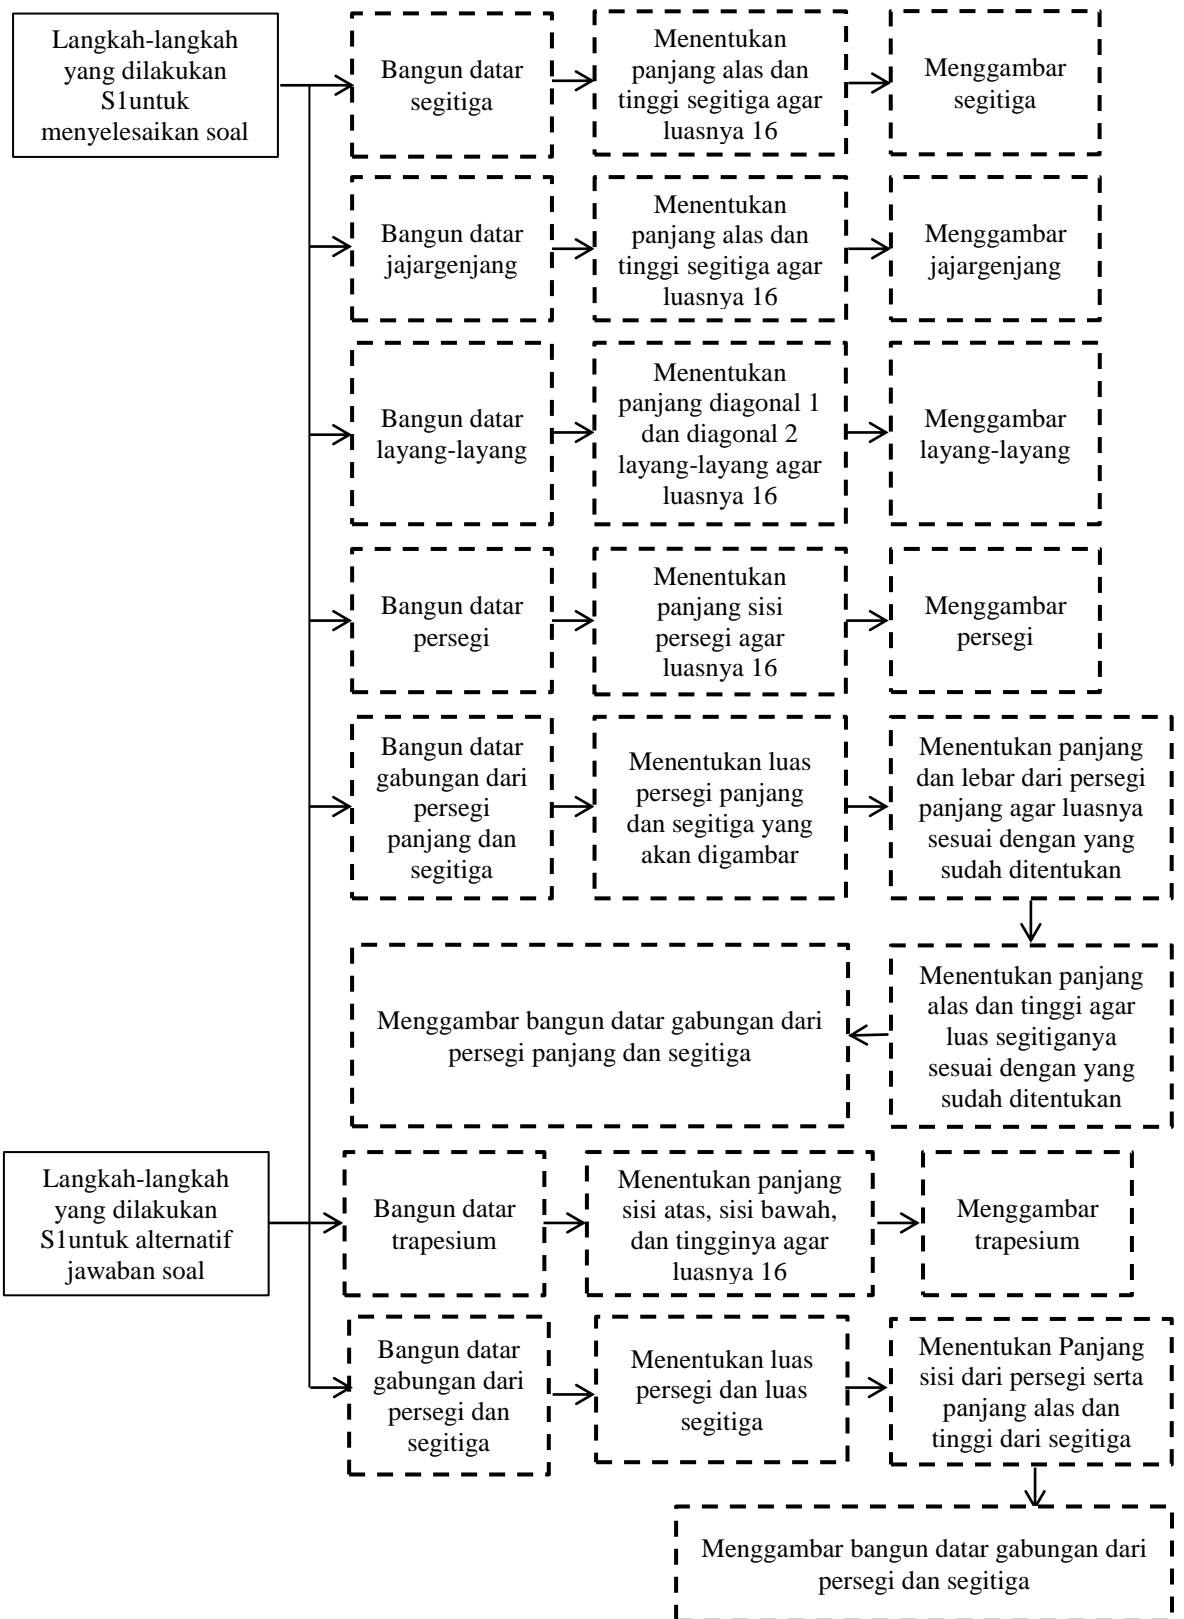 Langkah-langkah
yang dilakukan
S1untuk
menyelesaikan soal
Bangun datar
segitiga
Menentukan
panjang alas dan
tinggi segitiga agar
luasnya 16
Menggambar
segitiga
Bangun datar
jajargenjang
Menentukan
panjang alas dan
tinggi segitiga agar
luasnya 16
Menggambar
jajargenjang
Bangun datar
layang-layang
Menentukan
panjang diagonal 1
dan diagonal 2
layang-layang agar
luasnya 16
Menggambar
layang-layang
Bangun datar
persegi
Menentukan
panjang sisi
persegi agar
luasnya 16
Menggambar
persegi
Bangun datar
gabungan dari
persegi
panjang dan
segitiga
Menentukan luas
persegi panjang
dan segitiga yang
akan digambar
Menentukan panjang
dan lebar dari persegi
panjang agar luasnya
sesuai dengan yang
sudah ditentukan
Menentukan panjang
alas dan tinggi agar
luas segitiganya
sesuai dengan yang
sudah ditentukan
Menggambar bangun datar gabungan dari
persegi panjang dan segitiga
Langkah-langkah
yang dilakukan
S1untuk alternatif
jawaban soal
Bangun datar
trapesium
Menentukan panjang
sisi atas, sisi bawah,
dan tingginya agar
luasnya 16
Menggambar
trapesium
Bangun datar
gabungan dari
persegi dan
segitiga
Menentukan luas
persegi dan luas
segitiga
Menentukan Panjang
sisi dari persegi serta
panjang alas dan
tinggi dari segitiga
Menggambar bangun datar gabungan dari
persegi dan segitiga